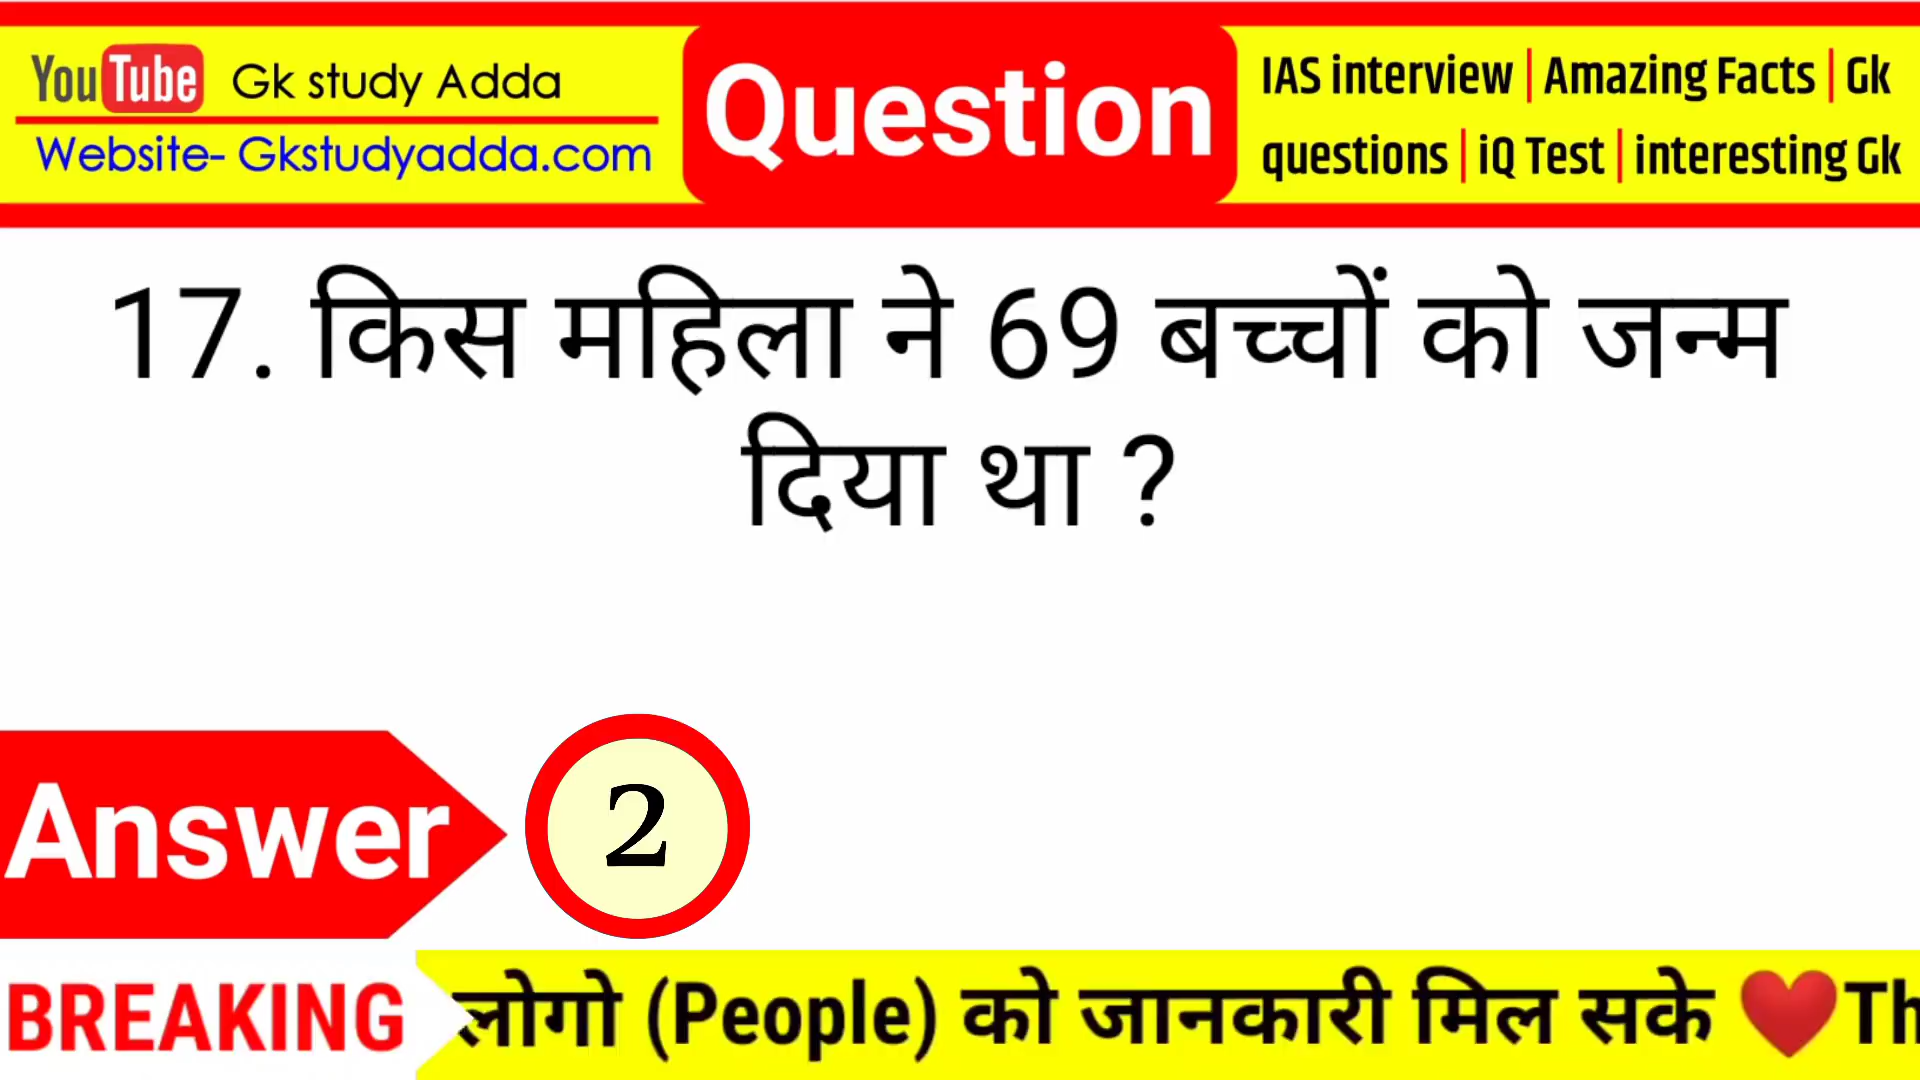 YouTube Gk study Adda
Website- Gkstudyadda.com
Question
IAS interview | Amazing Facts | Gk
questions | iQ Test | interesting Gk
17. किस महिला ने 69 बच्चों को जन्म
दिया था ?
Answer
2
BREAKING
लोगो (People) को जानकारी मिल सके ❤️Th